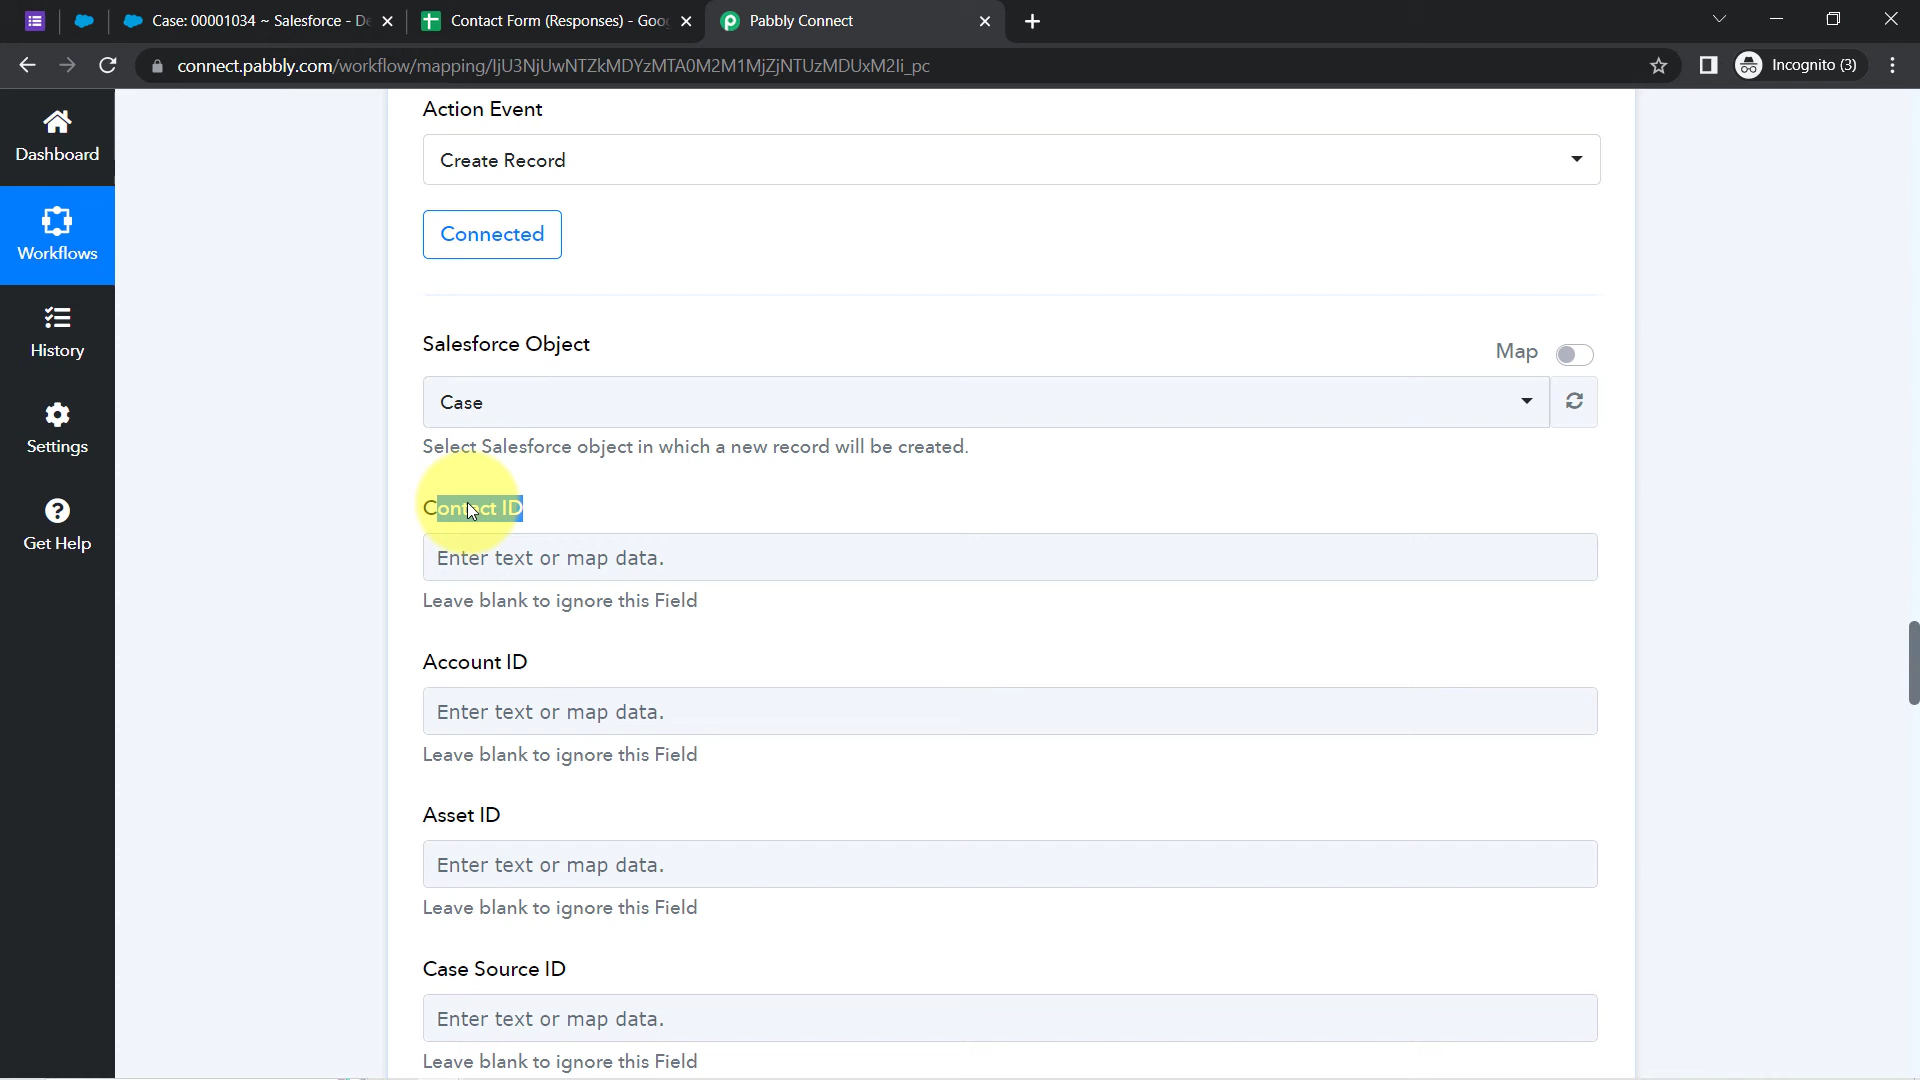 Case: 00001034 ~ Salesforce - De
Contact Form (Responses) - Goo
Pabbly Connect
connect.pabbly.com/workflow/mapping/IjU3NjUwNTZkMDYzMTA0M2M1MjZjNTUzMDUxM2Ii_pc
Incognito (3)
Dashboard
Workflows
History
Settings
Get Help
Action Event
Create Record
Connected
Salesforce Object
Map
Case
Select Salesforce object in which a new record will be created.
Contact ID
Enter text or map data.
Leave blank to ignore this Field
Account ID
Enter text or map data.
Leave blank to ignore this Field
Asset ID
Enter text or map data.
Leave blank to ignore this Field
Case Source ID
Enter text or map data.
Leave blank to ignore this Field